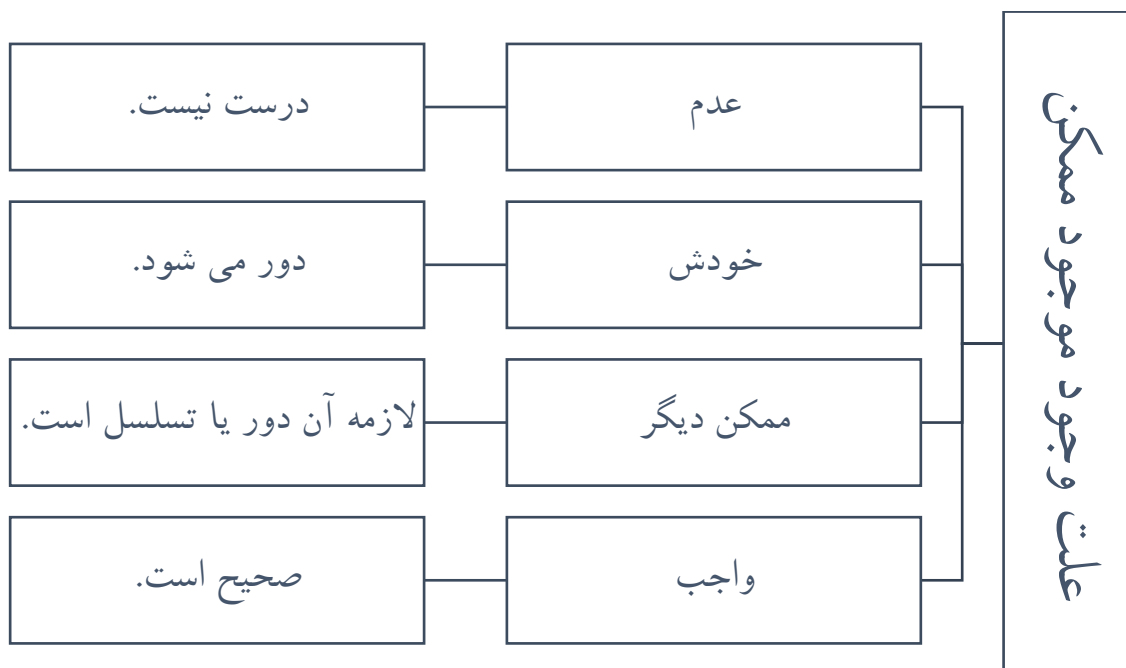 علت وجود موجود ممکن
عدم
درست نیست.
خودش
دور می شود.
ممکن دیگر
لازمه آن دور یا تسلسل است.
واجب
صحیح است.